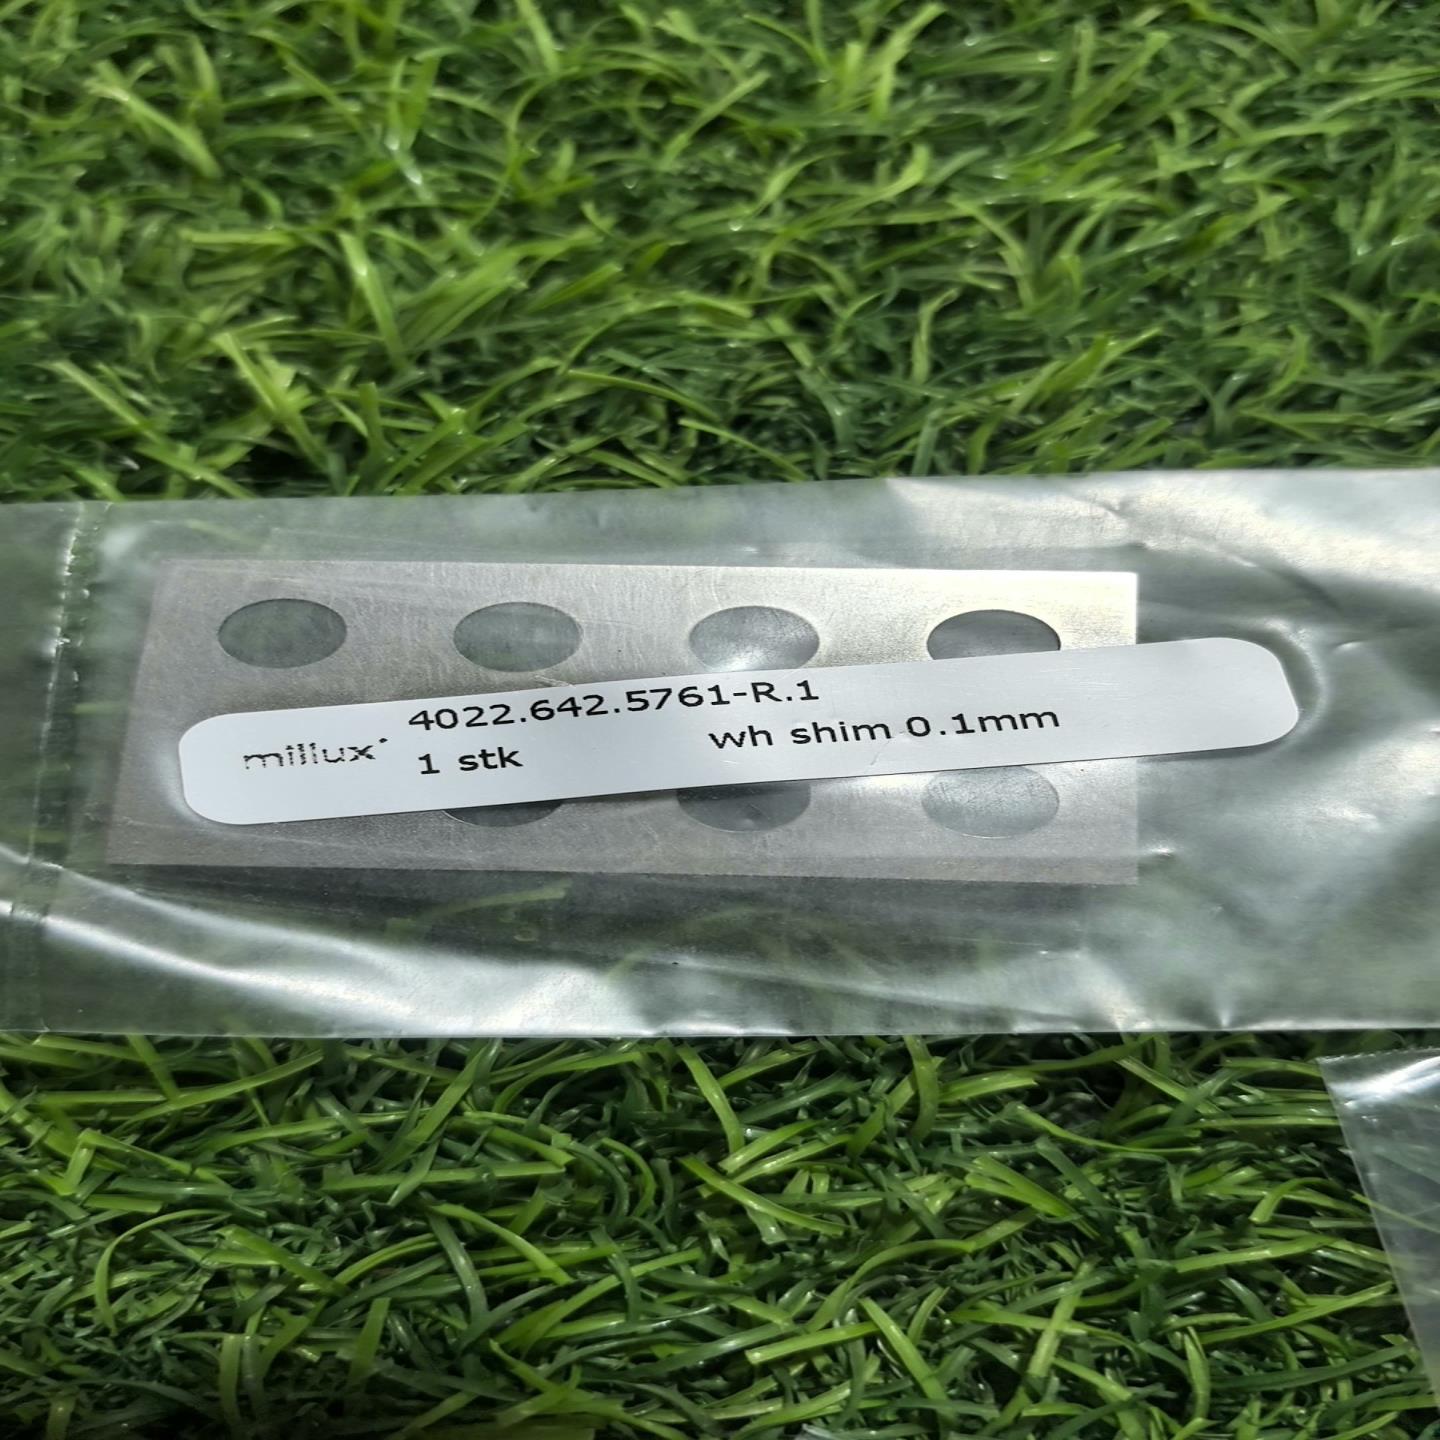 4022.642.5761-R.1
millux
1 stk wh shim 0.1mm